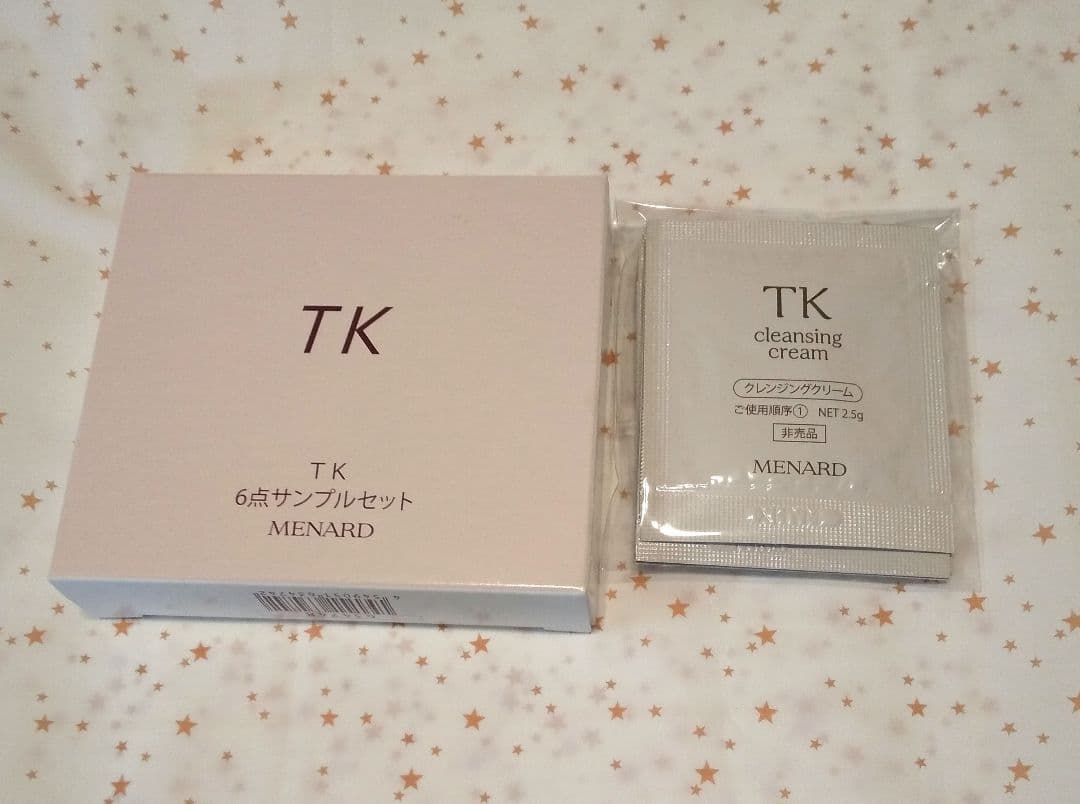 TK
TK
6点サンプルセット
MENARD
TK
cleansing
cream
クレンジングクリーム
ご使用順序① NET 2.5g
非売品
MENARD